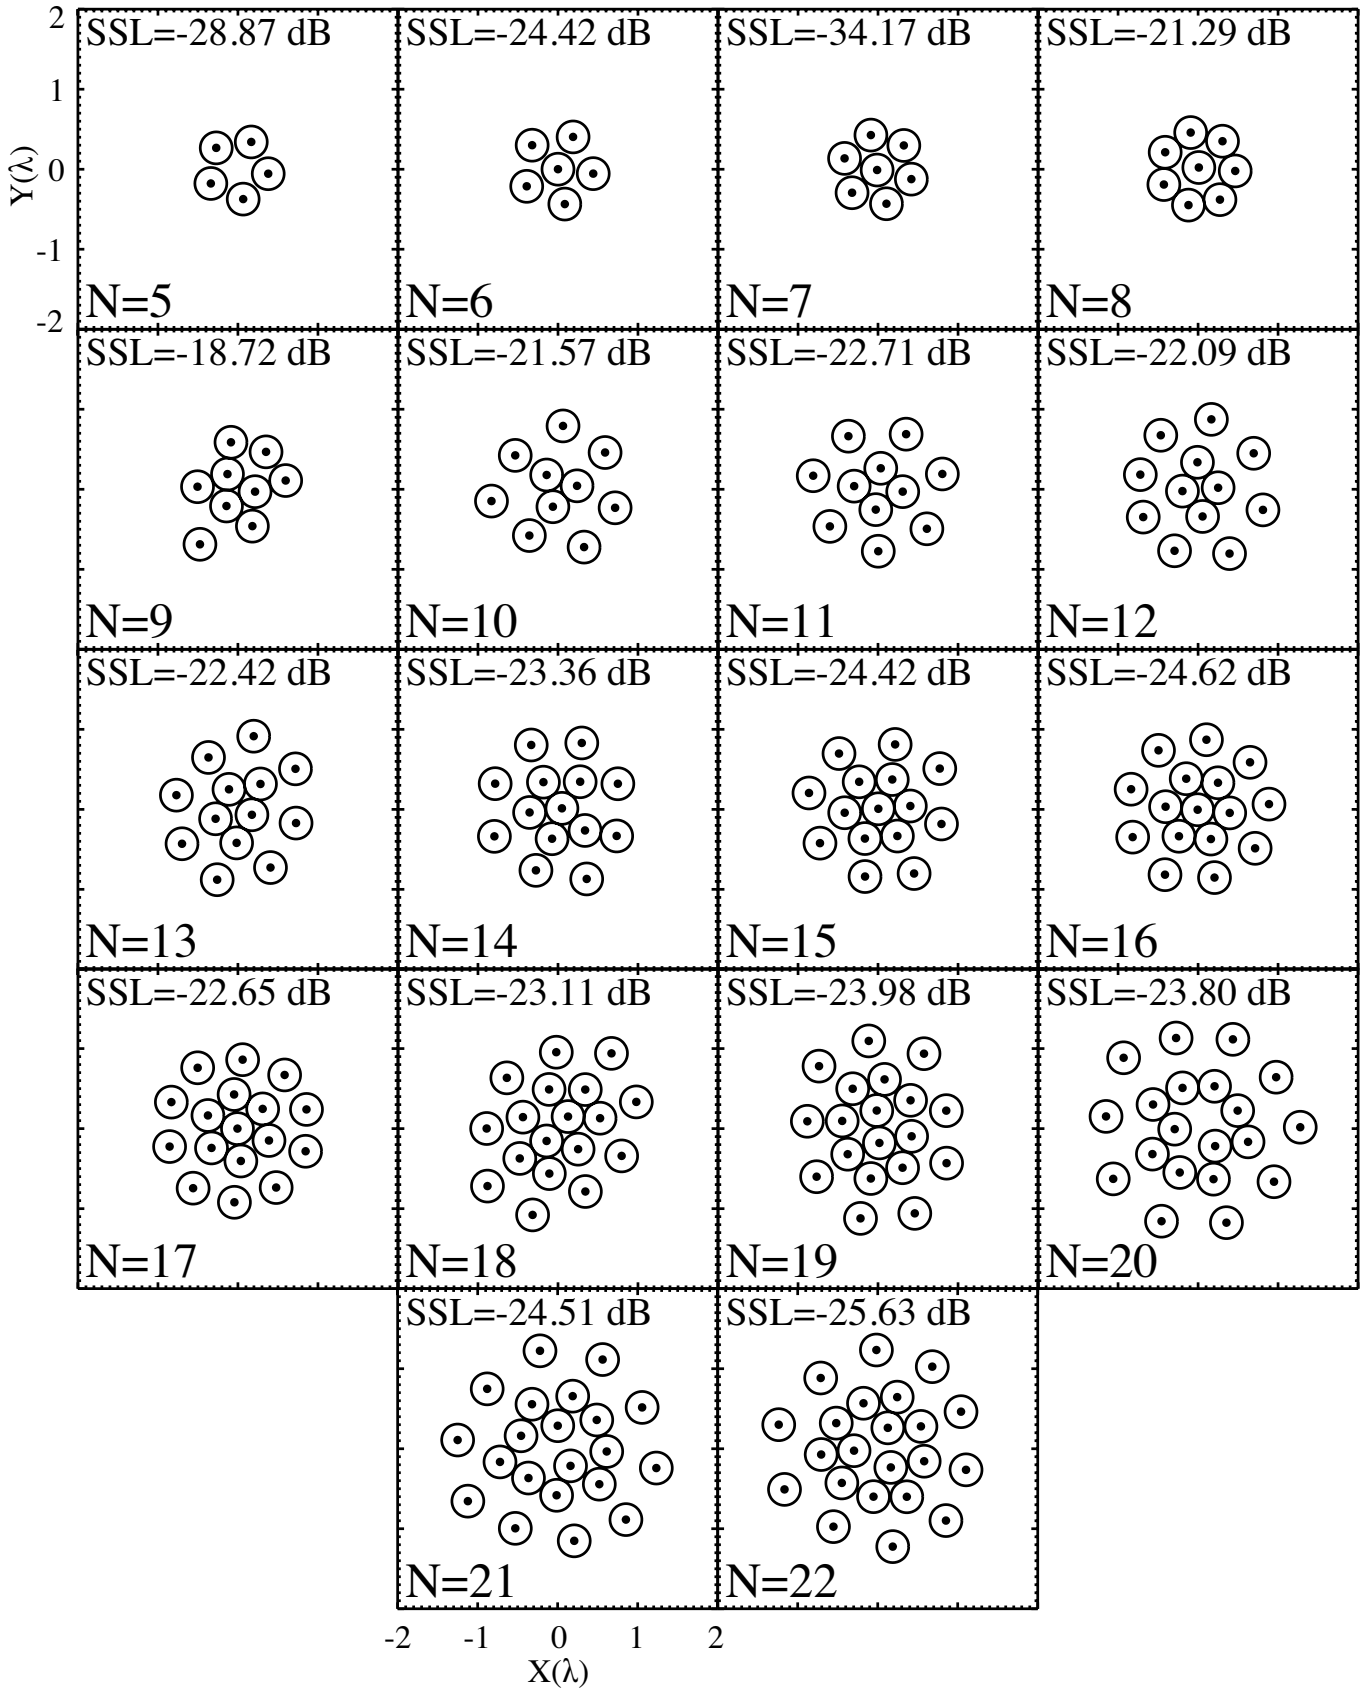 2
SSL=-28.87 dB
SSL=-24.42 dB
SSL=-34.17 dB
SSL=-21.29 dB
1
Y(λ)
0
-1
N=5
N=6
N=7
N=8
-2
SSL=-18.72 dB
SSL=-21.57 dB
SSL=-22.71 dB
SSL=-22.09 dB
N=9
N=10
N=11
N=12
SSL=-22.42 dB
SSL=-23.36 dB
SSL=-24.42 dB
SSL=-24.62 dB
N=13
N=14
N=15
N=16
SSL=-22.65 dB
SSL=-23.11 dB
SSL=-23.98 dB
SSL=-23.80 dB
N=17
N=18
N=19
N=20
SSL=-24.51 dB
SSL=-25.63 dB
N=21
N=22
-2 -1 0 1 2
X(λ)